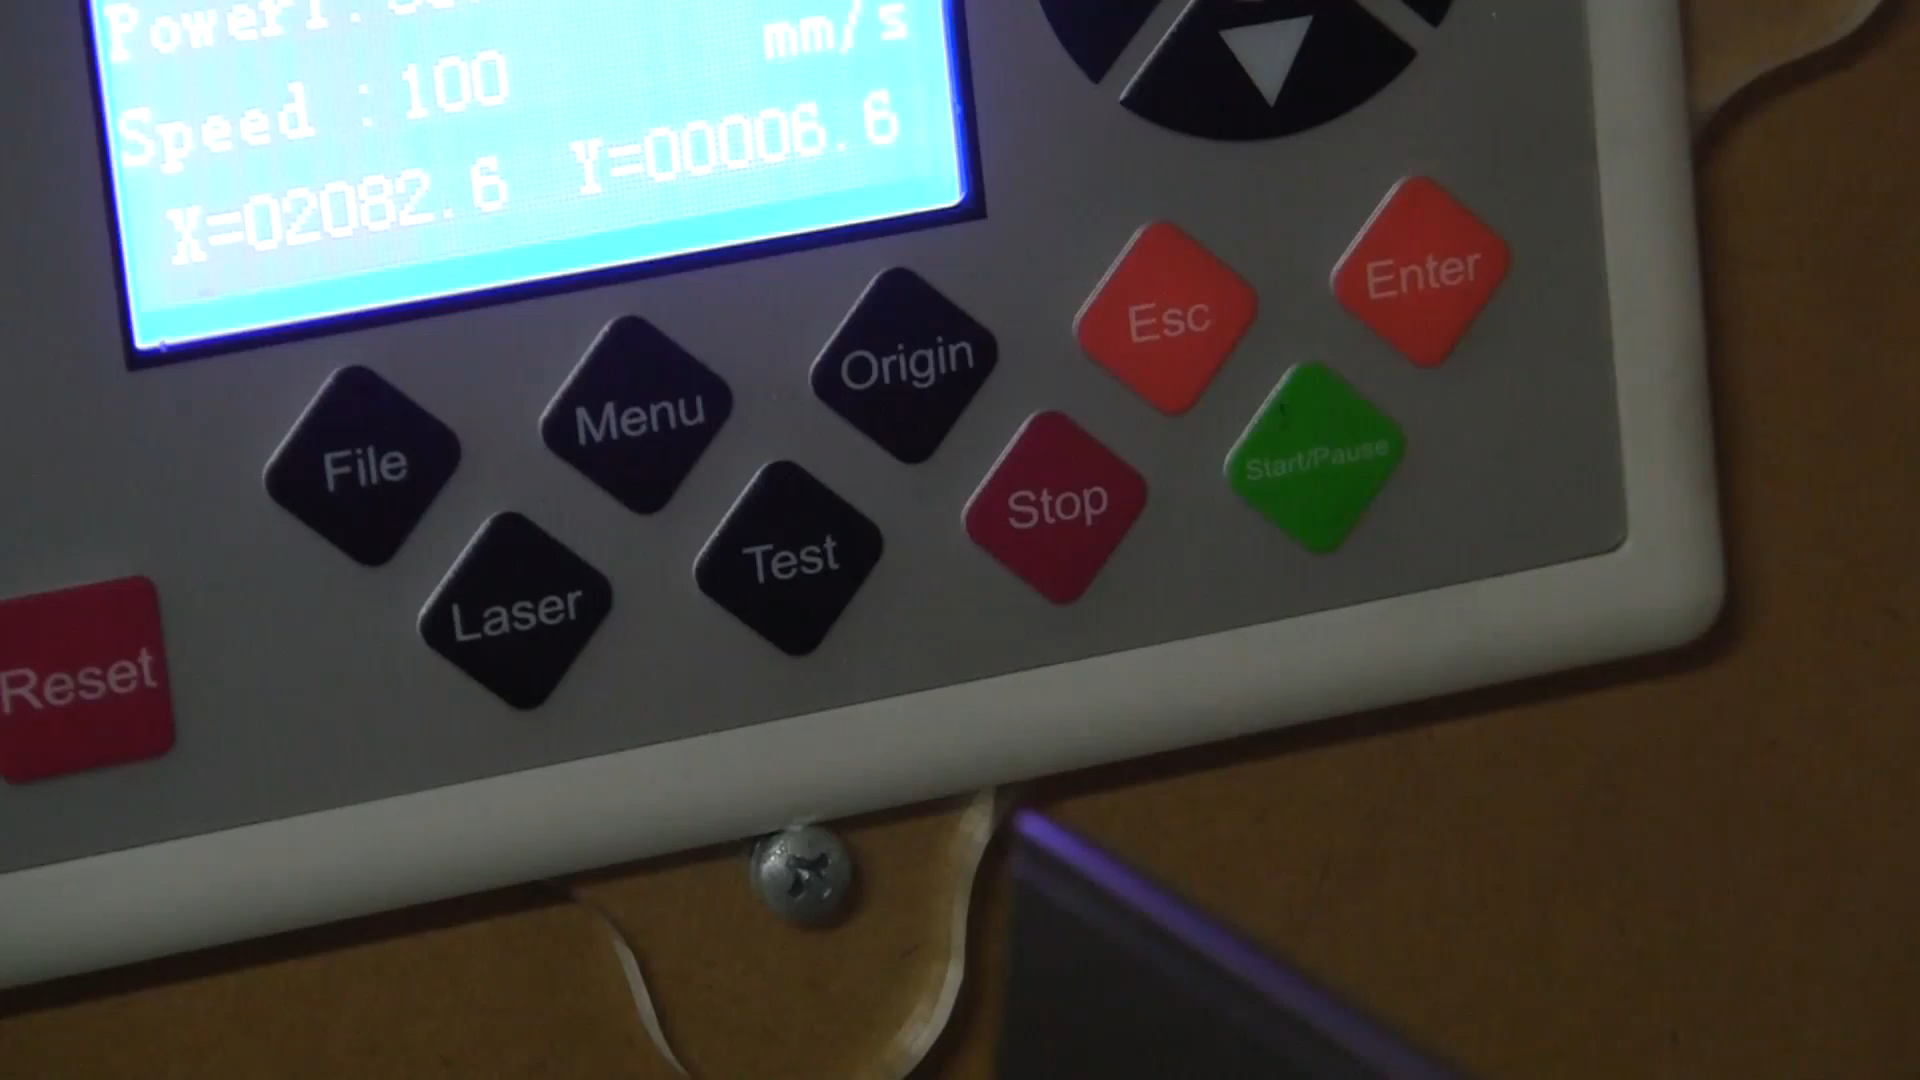 Power1:
Speed :100 mm/s
X=02082.6 Y=00006.6
File Menu Origin Esc Enter
Laser Test Stop Start/Pause
Reset